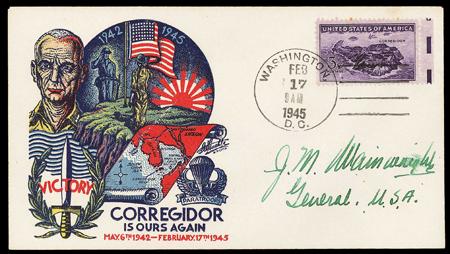 1942 1945
VICTORY
PARATROOPS
CORREGIDOR
IS OURS AGAIN
MAY 6TH 1942 — FEBRUARY 17TH 1945
WASHINGTON
FEB
17
9 AM
1945
D.C.
UNITED STATES OF AMERICA
CORREGIDOR
3¢
J. M. Wainwright
General, U.S.A.